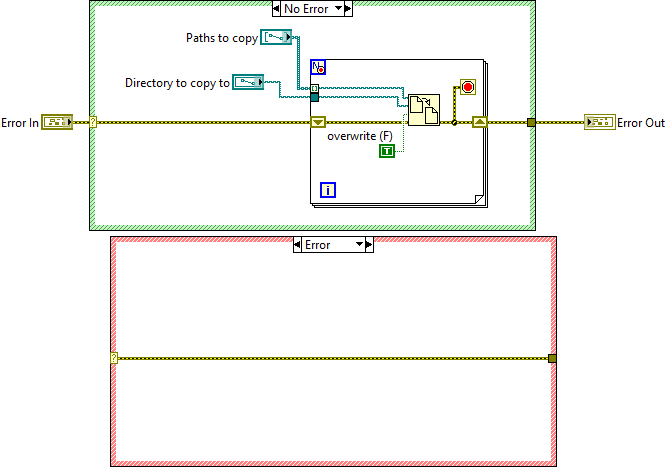 No Error
Paths to copy
N
Directory to copy to
Error In
?
overwrite (F)
T
i
Error Out
Error
?